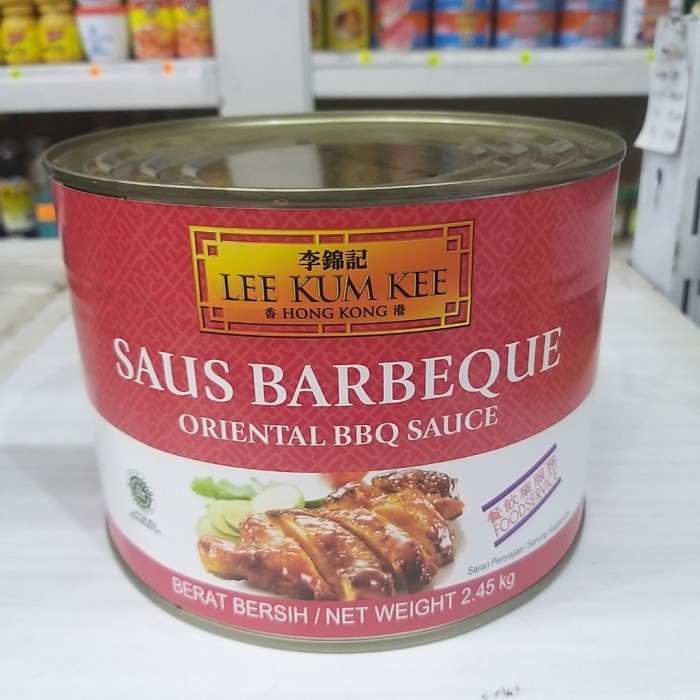 李錦記
LEE KUM KEE
香 HONG KONG 港
SAUS BARBEQUE
ORIENTAL BBQ SAUCE
餐飲業服務
FOODSERVICE
Saran Penyajian / Serving Suggestion
BERAT BERSIH / NET WEIGHT 2.45 kg